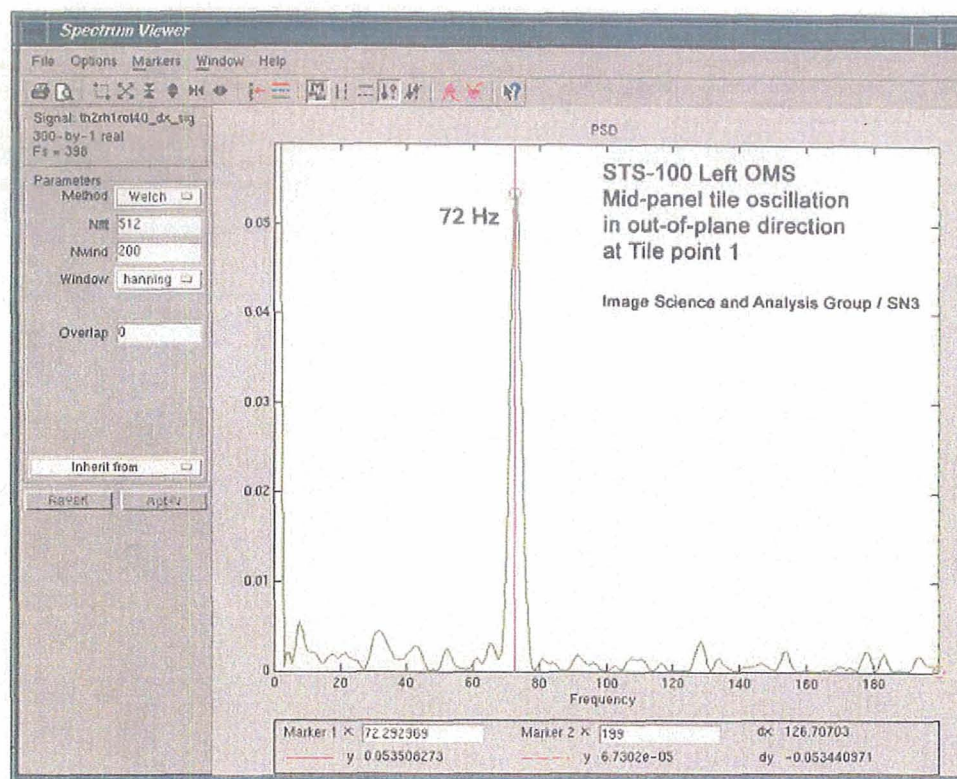 Spectrum Viewer
File Options Markers Window Help
Signal: th2rh1rot40_dx_sig
300-by-1 real
Fs = 398
Parameters
Method Welch
Nfft 512
Nwind 200
Window hanning
Overlap 0
Inherit from
Revert Apply
PSD
STS-100 Left OMS
Mid-panel tile oscillation
in out-of-plane direction
at Tile point 1
Image Science and Analysis Group / SN3
72 Hz
0.05
0.04
0.03
0.02
0.01
0
0 20 40 60 80 100 120 140 160 180
Frequency
Marker 1 X 72.292969 Marker 2 X 199 dx 126.70703
y 0.053508273 y 6.7302e-05 dy -0.053440971